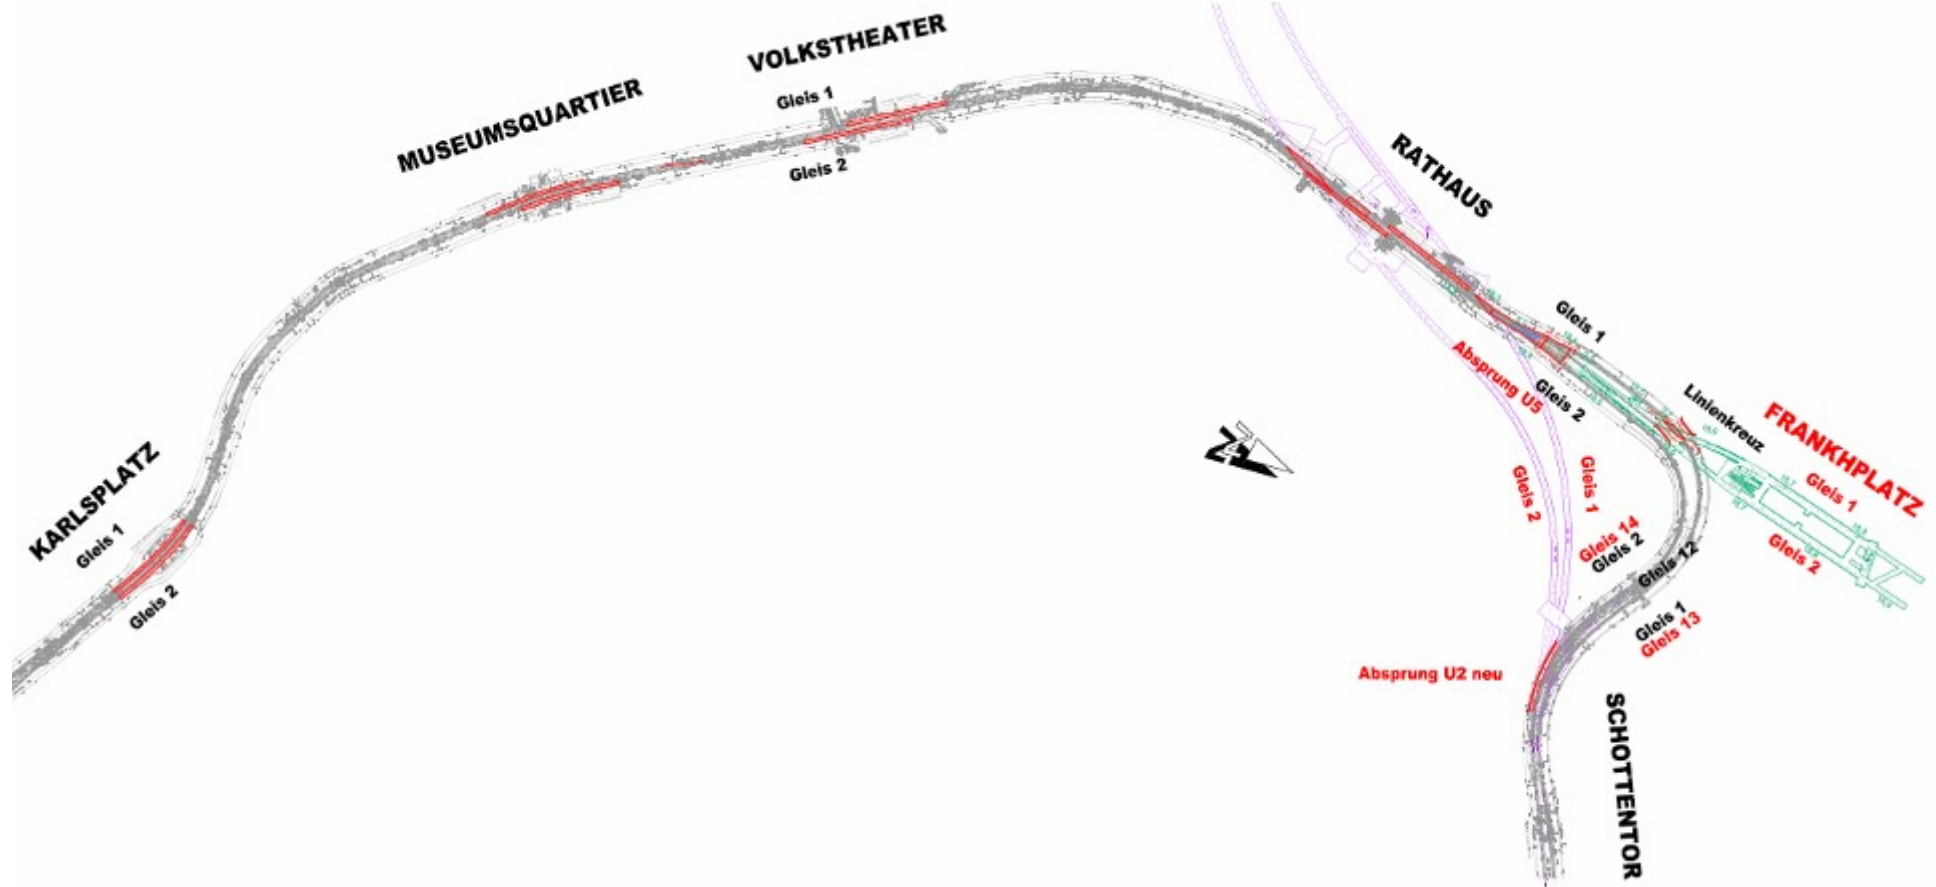 VOLKSTHEATER
MUSEUMSQUARTIER
Gleis 1
Gleis 2
RATHAUS
Gleis 1
Absprung U5
Gleis 2
Linienkreuz
FRANKHPLATZ
Gleis 1
Gleis 2
KARLSPLATZ
Gleis 1
Gleis 2
N
Gleis 1
Gleis 2
Gleis 14
Gleis 2
Gleis 12
Gleis 1
Gleis 13
Absprung U2 neu
SCHOTTENTOR